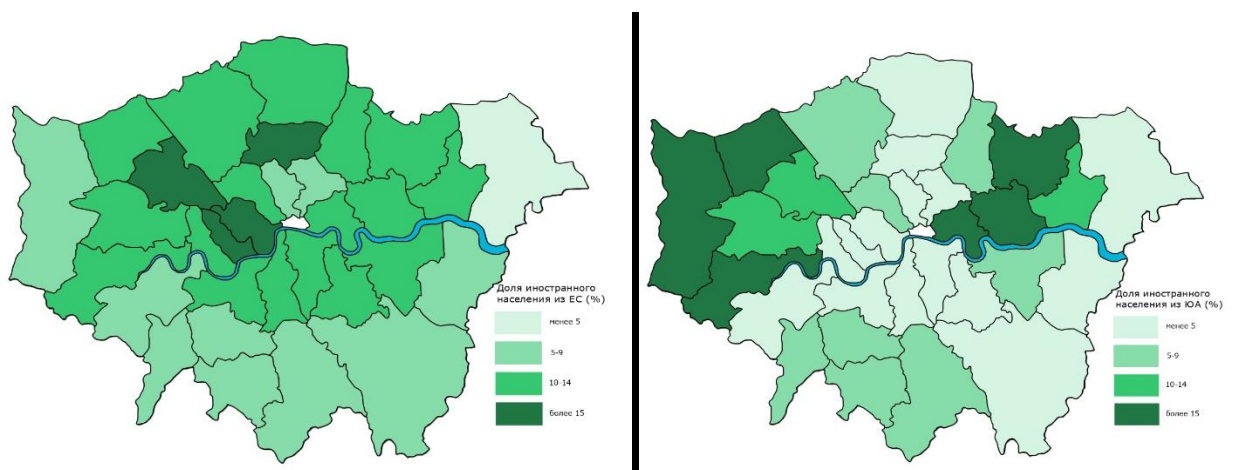 Доля иностранного
населения из ЕС (%)
менее 5
5-9
10-14
более 15
Доля иностранного
населения из ЮА (%)
менее 5
5-9
10-14
более 15